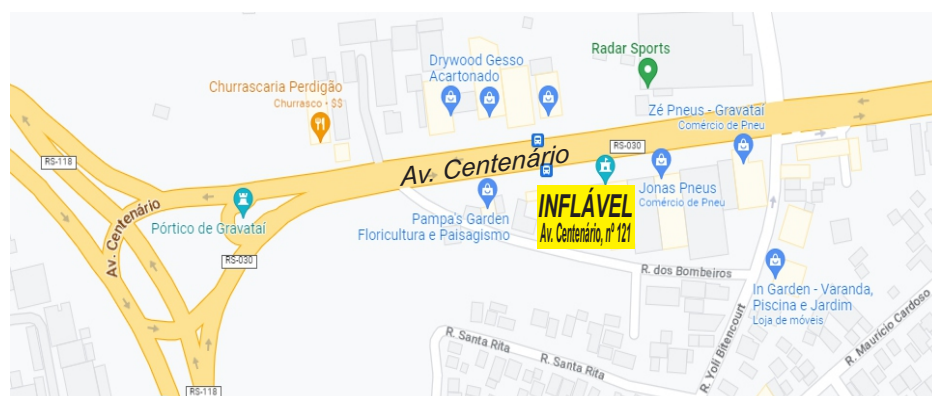 Radar Sports
Drywood Gesso
Acartonado
Churrascaria Perdigão
Churrasco • $$
Zé Pneus - Gravataí
Comércio de Pneu
RS-118
RS-030
Av. Centenário
Jonas Pneus
Comércio de Pneu
INFLÁVEL
Av. Centenário, nº 121
Pampa's Garden
Floricultura e Paisagismo
Pórtico de Gravataí
Av. Centenário
RS-030
R. dos Bombeiros
In Garden - Varanda,
Piscina e Jardim
Loja de móveis
R. Santa Rita
R. Santa Rita
R. Yoli Bitencourt
R. Maurício Cardoso
RS-118